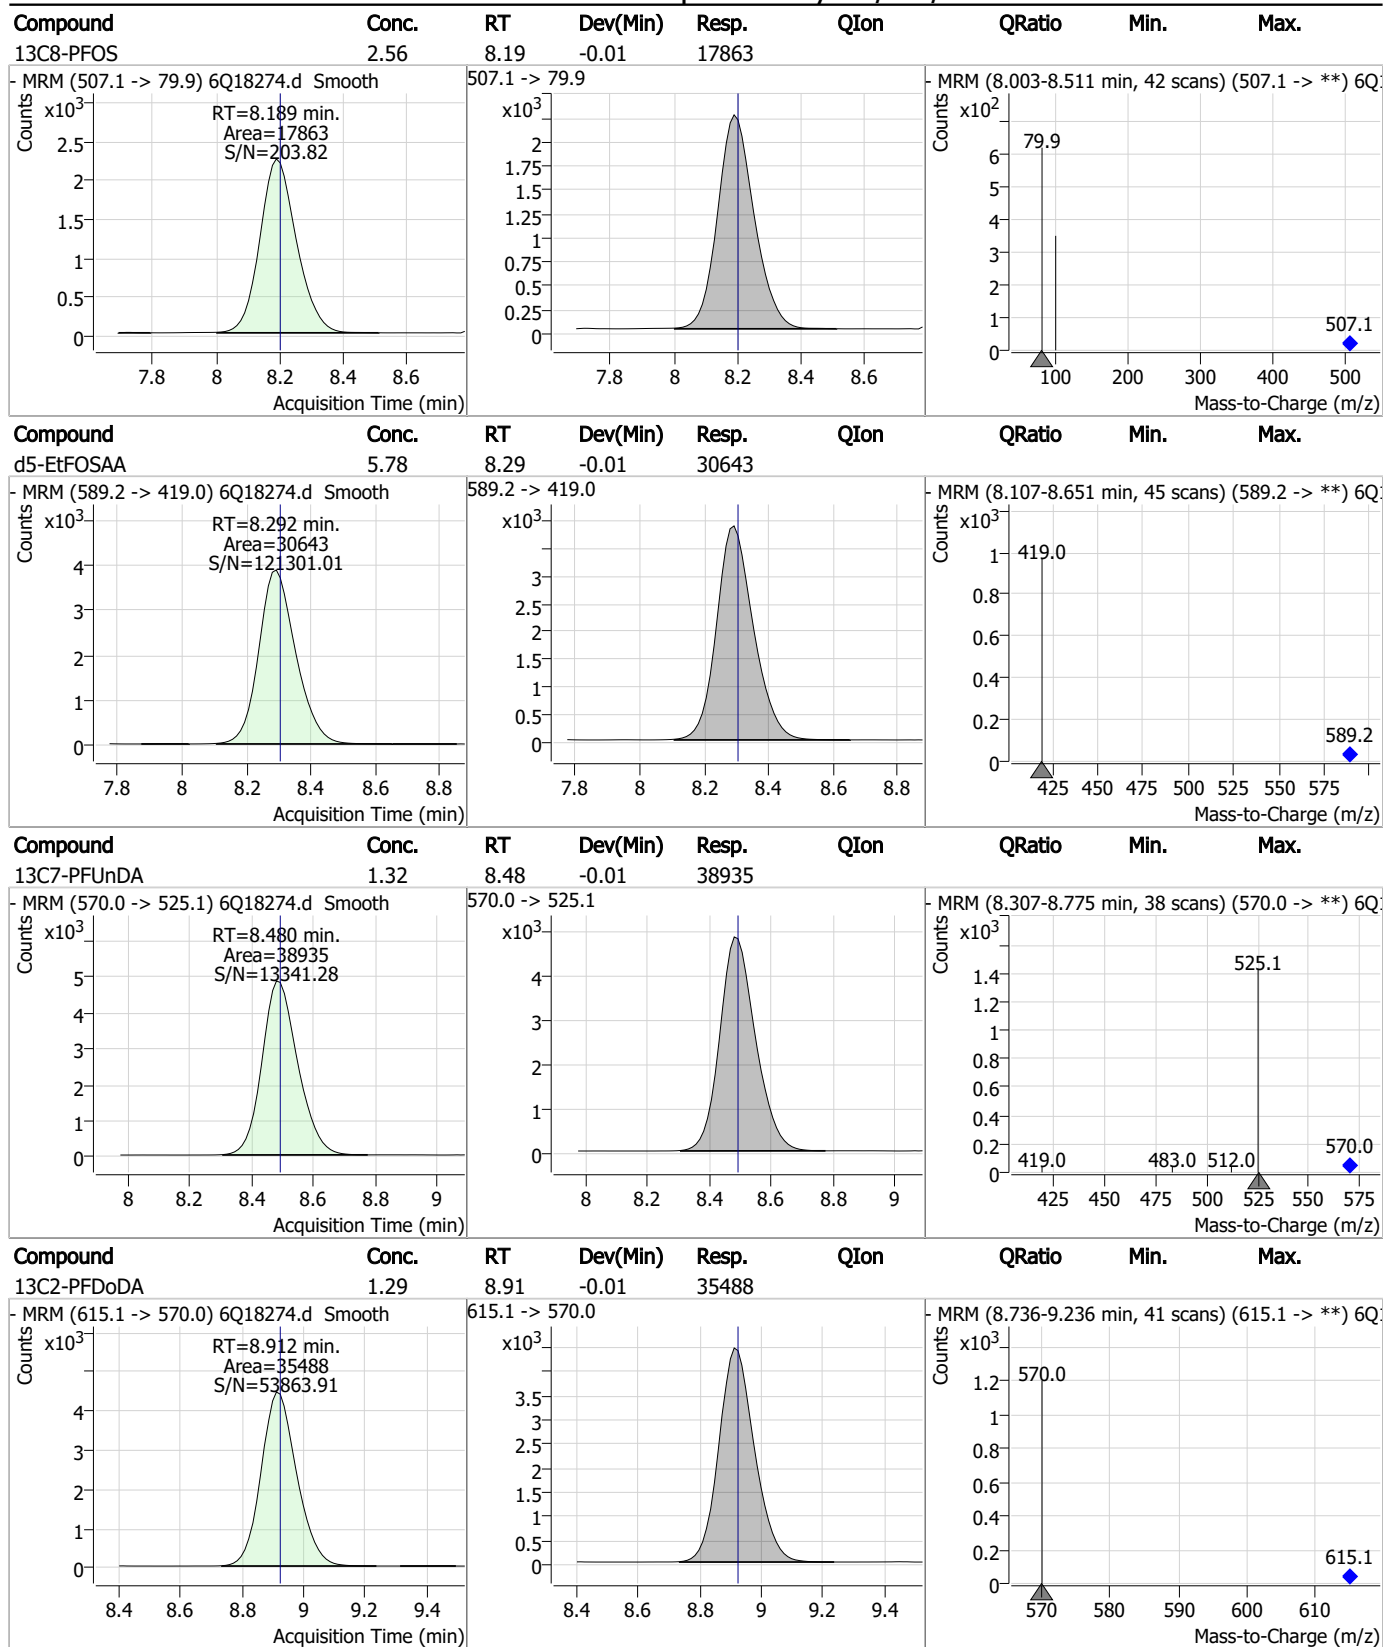 Compound Conc. RT Dev(Min) Resp. QIon QRatio Min. Max.
13C8-PFOS 2.56 8.19 -0.01 17863
- MRM (507.1 -> 79.9) 6Q18274.d Smooth
Counts
x10³
RT=8.189 min.
Area=17863
S/N=203.82
2.5
2
1.5
1
0.5
0
7.8 8 8.2 8.4 8.6
Acquisition Time (min)
507.1 -> 79.9
x10³
2
1.75
1.5
1.25
1
0.75
0.5
0.25
0
7.8 8 8.2 8.4 8.6
- MRM (8.003-8.511 min, 42 scans) (507.1 -> **)
Counts
x10²
79.9
6
5
4
3
2
1
0
507.1
100 200 300 400 500
Mass-to-Charge (m/z)
Compound Conc. RT Dev(Min) Resp. QIon QRatio Min. Max.
d5-EtFOSAA 5.78 8.29 -0.01 30643
- MRM (589.2 -> 419.0) 6Q18274.d Smooth
Counts
x10³
RT=8.292 min.
Area=30643
S/N=121301.01
4
3
2
1
0
7.8 8 8.2 8.4 8.6 8.8
Acquisition Time (min)
589.2 -> 419.0
x10³
3
2.5
2
1.5
1
0.5
0
7.8 8 8.2 8.4 8.6 8.8
- MRM (8.107-8.651 min, 45 scans) (589.2 -> **)
Counts
x10³
419.0
1
0.8
0.6
0.4
0.2
0
589.2
425 450 475 500 525 550 575
Mass-to-Charge (m/z)
Compound Conc. RT Dev(Min) Resp. QIon QRatio Min. Max.
13C7-PFUnDA 1.32 8.48 -0.01 38935
- MRM (570.0 -> 525.1) 6Q18274.d Smooth
Counts
x10³
RT=8.480 min.
Area=38935
S/N=13341.28
5
4
3
2
1
0
8 8.2 8.4 8.6 8.8 9
Acquisition Time (min)
570.0 -> 525.1
x10³
4
3
2
1
0
8 8.2 8.4 8.6 8.8 9
- MRM (8.307-8.775 min, 38 scans) (570.0 -> **)
Counts
x10³
525.1
1.4
1.2
1
0.8
0.6
0.4
0.2
0
419.0 483.0 512.0 570.0
425 450 475 500 525 550 575
Mass-to-Charge (m/z)
Compound Conc. RT Dev(Min) Resp. QIon QRatio Min. Max.
13C2-PFDoDA 1.29 8.91 -0.01 35488
- MRM (615.1 -> 570.0) 6Q18274.d Smooth
Counts
x10³
RT=8.912 min.
Area=35488
S/N=53863.91
4
3
2
1
0
8.4 8.6 8.8 9 9.2 9.4
Acquisition Time (min)
615.1 -> 570.0
x10³
3.5
3
2.5
2
1.5
1
0.5
0
8.4 8.6 8.8 9 9.2 9.4
- MRM (8.736-9.236 min, 41 scans) (615.1 -> **)
Counts
x10³
570.0
1.2
1
0.8
0.6
0.4
0.2
0
615.1
570 580 590 600 610
Mass-to-Charge (m/z)